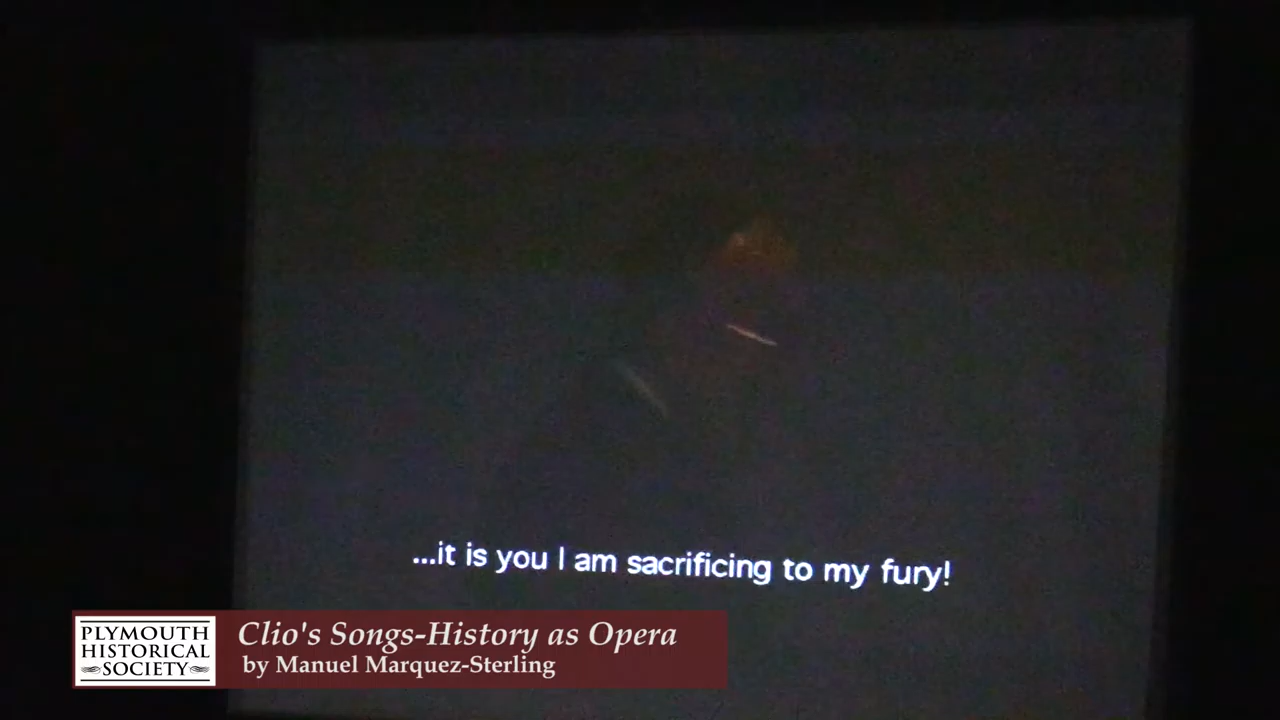 ...it is you I am sacrificing to my fury!
PLYMOUTH
HISTORICAL
SOCIETY
Clio's Songs-History as Opera
by Manuel Marquez-Sterling